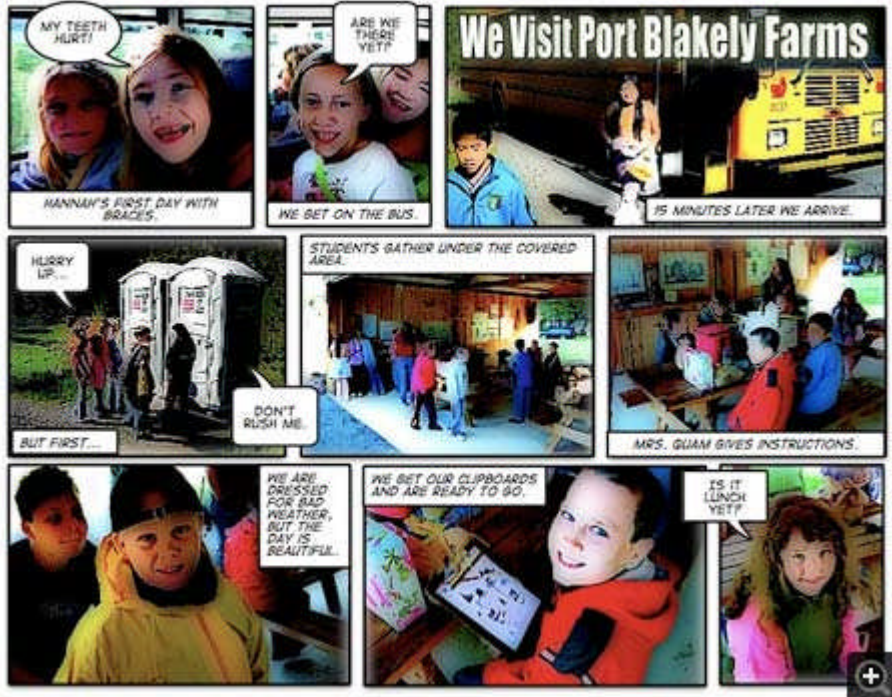 MY TEETH
HURT!
HANNAH'S FIRST DAY WITH
BRACES.
ARE WE
THERE
YET?
WE GET ON THE BUS.
We Visit Port Blakely Farms
15 MINUTES LATER WE ARRIVE.
HURRY
UP...
DON'T
RUSH ME.
BUT FIRST....
STUDENTS GATHER UNDER THE COVERED
AREA.
MRS. QUAM GIVES INSTRUCTIONS.
WE ARE
DRESSED
FOR BAD
WEATHER,
BUT THE
DAY IS
BEAUTIFUL.
WE GET OUR CLIPBOARDS
AND ARE READY TO GO.
IS IT
LUNCH
YET?